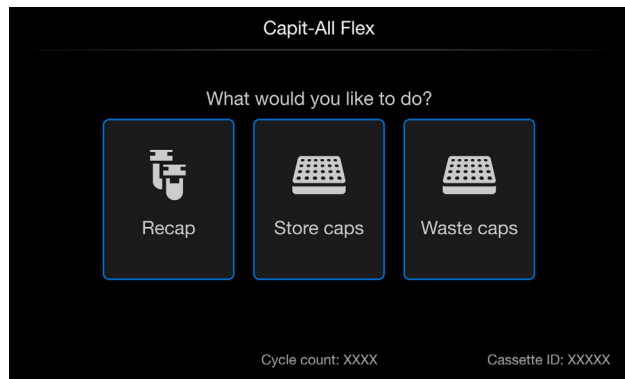 Capit-All Flex
What would you like to do?
Recap
Store caps
Waste caps
Cycle count: XXXX
Cassette ID: XXXXX